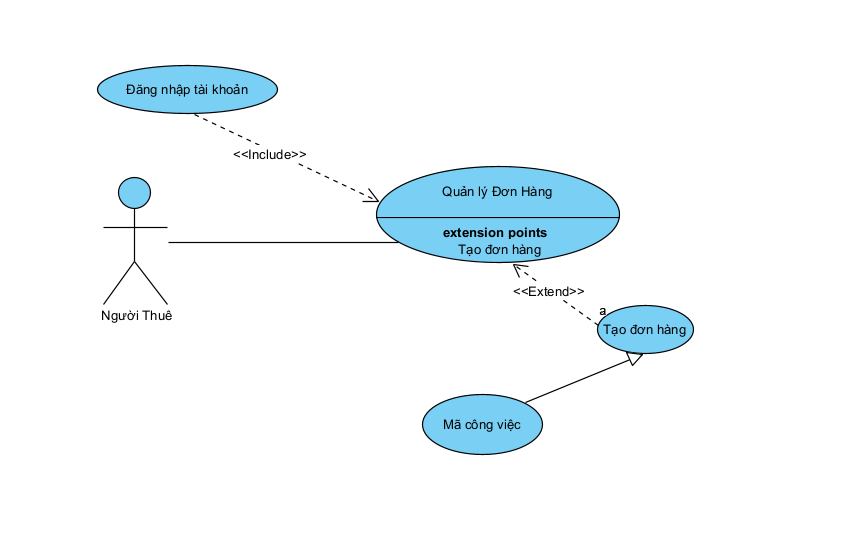 Đăng nhập tài khoản
<<Include>>
Quản lý Đơn Hàng
extension points
Tạo đơn hàng
<<Extend>>
a
Người Thuê
Tạo đơn hàng
Mã công việc